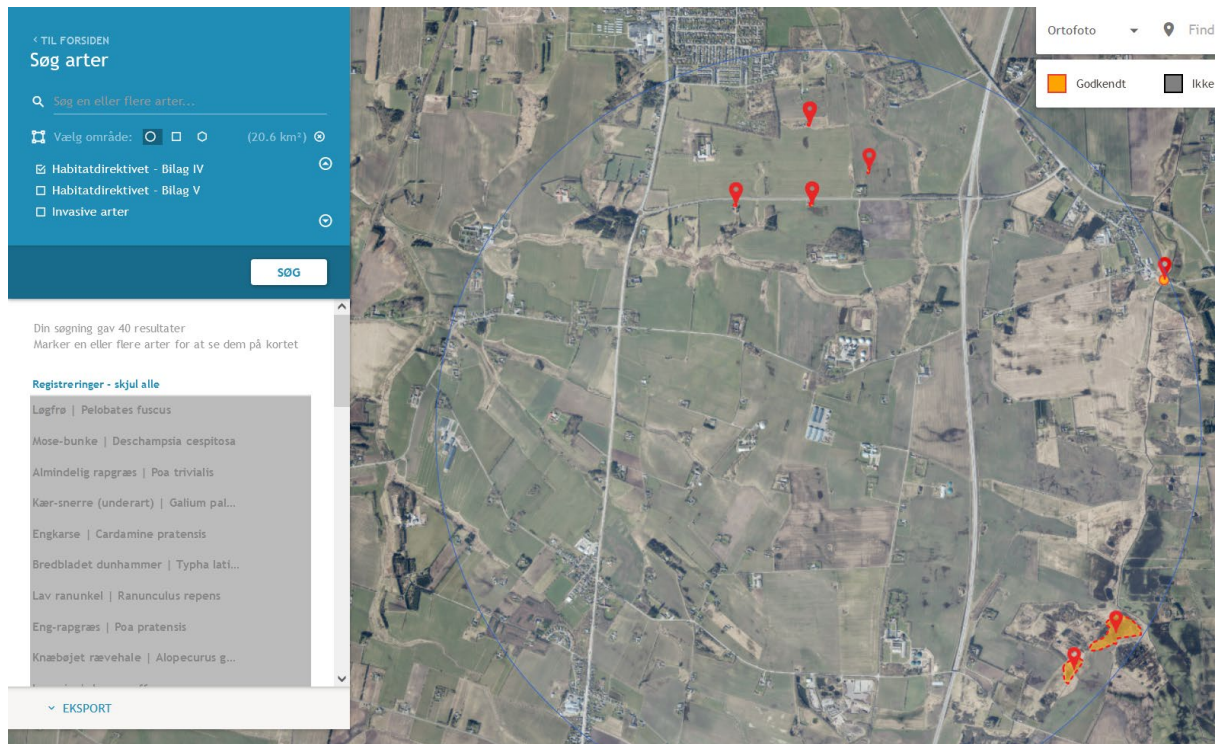 ‹ TIL FORSIDEN
Søg arter
Søg en eller flere arter...
Vælg område:
(20.6 km²)
Habitatdirektivet - Bilag IV
Habitatdirektivet - Bilag V
Invasive arter
SØG
Din søgning gav 40 resultater
Marker en eller flere arter for at se dem på kortet
Registreringer - skjul alle
Løgfrø | Pelobates fuscus
Mose-bunke | Deschampsia cespitosa
Almindelig rapgræs | Poa trivialis
Kær-snerre (underart) | Galium pal...
Engkarse | Cardamine pratensis
Bredbladet dunhammer | Typha lati...
Lav ranunkel | Ranunculus repens
Eng-rapgræs | Poa pratensis
Knæbøjet rævehale | Alopecurus g...
EKSPORT
Ortofoto
Find
Godkendt
Ikke